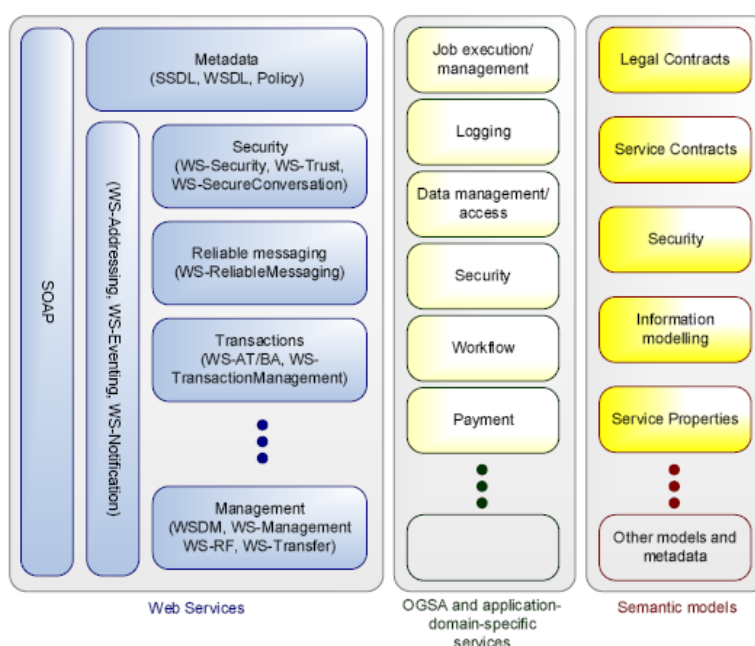 Metadata
(SSDL, WSDL, Policy)
SOAP
(WS-Addressing, WS-Eventing, WS-Notification)
Security
(WS-Security, WS-Trust,
WS-SecureConversation)
Reliable messaging
(WS-ReliableMessaging)
Transactions
(WS-AT/BA, WS-
TransactionManagement)
Management
(WSDM, WS-Management
WS-RF, WS-Transfer)
Web Services
Job execution/
management
Logging
Data management/
access
Security
Workflow
Payment
OGSA and application-
domain-specific
services
Legal Contracts
Service Contracts
Security
Information
modelling
Service Properties
Other models and
metadata
Semantic models